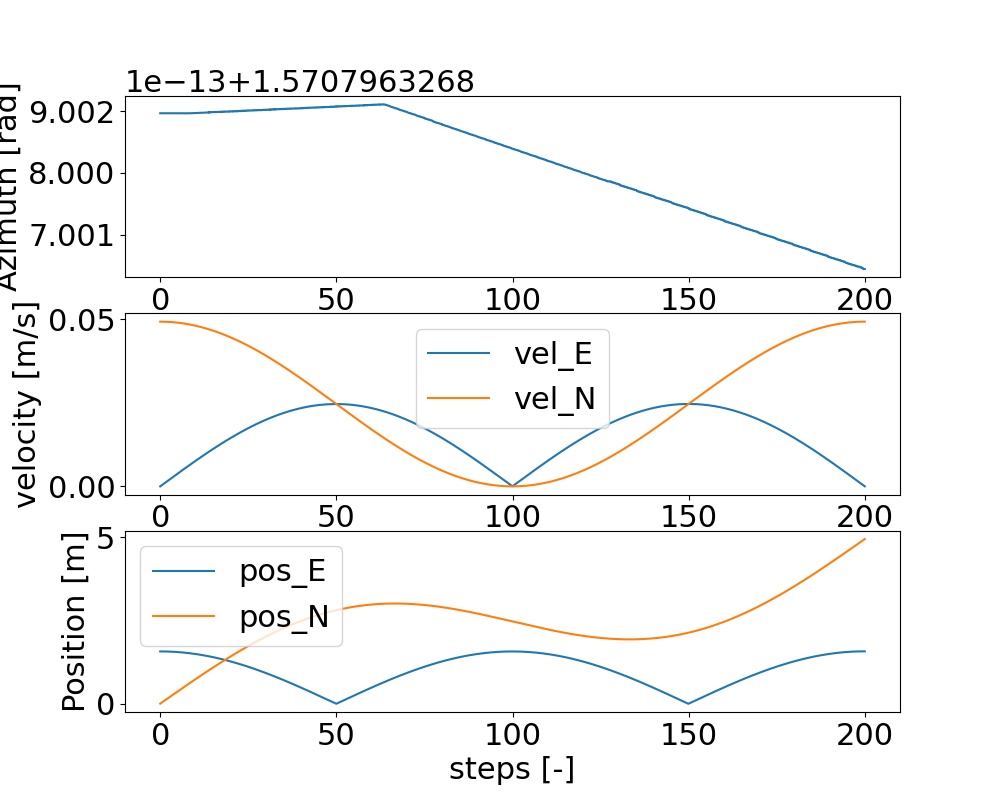 1e−13+1.5707963268
Azimuth [rad]
9.002
8.000
7.001
0 50 100 150 200
velocity [m/s]
0.05
0.00
vel_E
vel_N
0 50 100 150 200
Position [m]
5
0
pos_E
pos_N
0 50 100 150 200
steps [-]